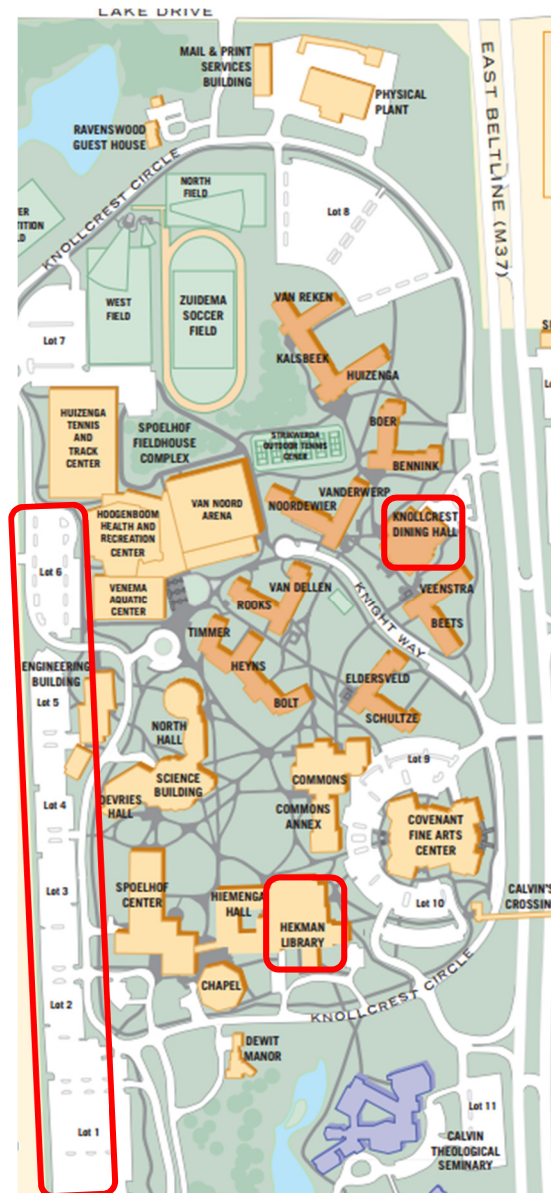 LAKE DRIVE
MAIL & PRINT
SERVICES
BUILDING
PHYSICAL
PLANT
EAST BELTLINE (M37)
RAVENSWOOD
GUEST HOUSE
KNOLLCREST CIRCLE
NORTH
FIELD
Lot 8
WEST
FIELD
ZUIDEMA
SOCCER
FIELD
VAN REKEN
KALSBEEK
HUIZENGA
Lot 7
HUIZENGA
TENNIS
AND
TRACK
CENTER
SPOELHOF
FIELDHOUSE
COMPLEX
STRIKWERDA
OUTDOOR TENNIS
CENTER
BOER
BENNINK
HOOGENBOOM
HEALTH AND
RECREATION
CENTER
VAN NOORD
ARENA
VANDERWERP
NOORDEWIER
KNOLLCREST
DINING HALL
Lot 6
VENEMA
AQUATIC
CENTER
VAN DELLEN
ROOKS
KNIGHT WAY
VEENSTRA
BEETS
TIMMER
HEYNS
BOLT
ELDERSVELD
SCHULTZE
ENGINEERING
BUILDING
Lot 5
NORTH
HALL
SCIENCE
BUILDING
DEVRIES
HALL
COMMONS
COMMONS
ANNEX
Lot 9
COVENANT
FINE ARTS
CENTER
Lot 4
Lot 3
SPOELHOF
CENTER
HIEMENGA
HALL
HEKMAN
LIBRARY
Lot 10
CALVIN'S
CROSSIN
CHAPEL
KNOLLCREST CIRCLE
Lot 2
DEWIT
MANOR
Lot 1
Lot 11
CALVIN
THEOLOGICAL
SEMINARY